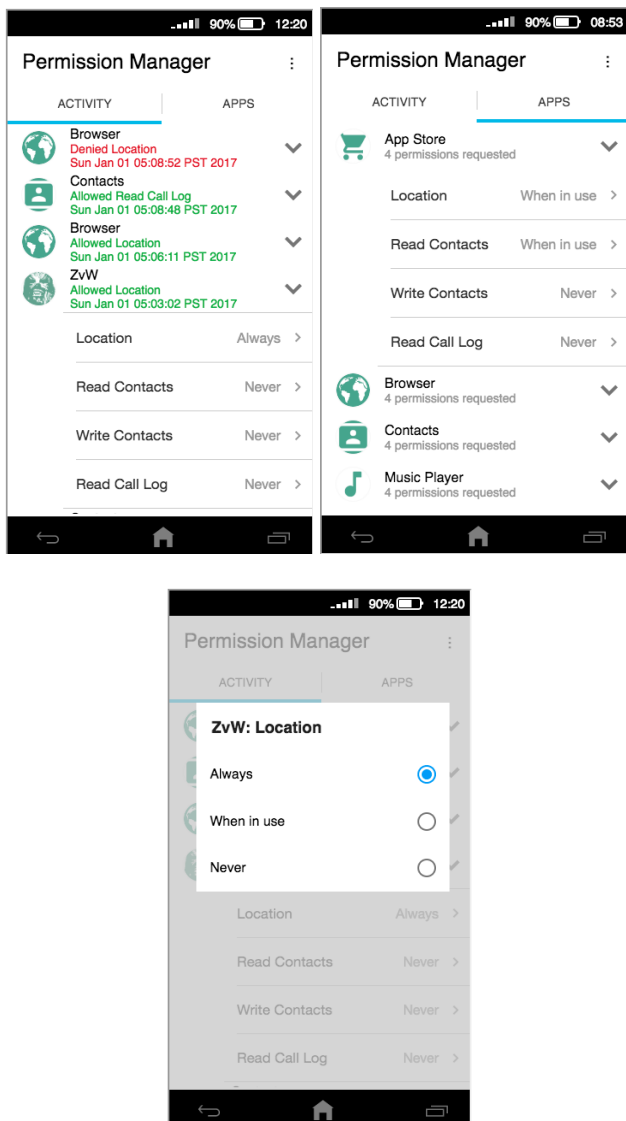 90% 12:20
Permission Manager
ACTIVITY APPS
Browser
Denied Location
Sun Jan 01 05:08:52 PST 2017
Contacts
Allowed Read Call Log
Sun Jan 01 05:08:48 PST 2017
Browser
Allowed Location
Sun Jan 01 05:06:11 PST 2017
ZvW
Allowed Location
Sun Jan 01 05:03:02 PST 2017
Location Always >
Read Contacts Never >
Write Contacts Never >
Read Call Log Never >
90% 08:53
Permission Manager
ACTIVITY APPS
App Store
4 permissions requested
Location When in use >
Read Contacts When in use >
Write Contacts Never >
Read Call Log Never >
Browser
4 permissions requested
Contacts
4 permissions requested
Music Player
4 permissions requested
90% 12:20
Permission Manager
ACTIVITY APPS
ZvW: Location
Always
When in use
Never
Location Always >
Read Contacts Never >
Write Contacts Never >
Read Call Log Never >